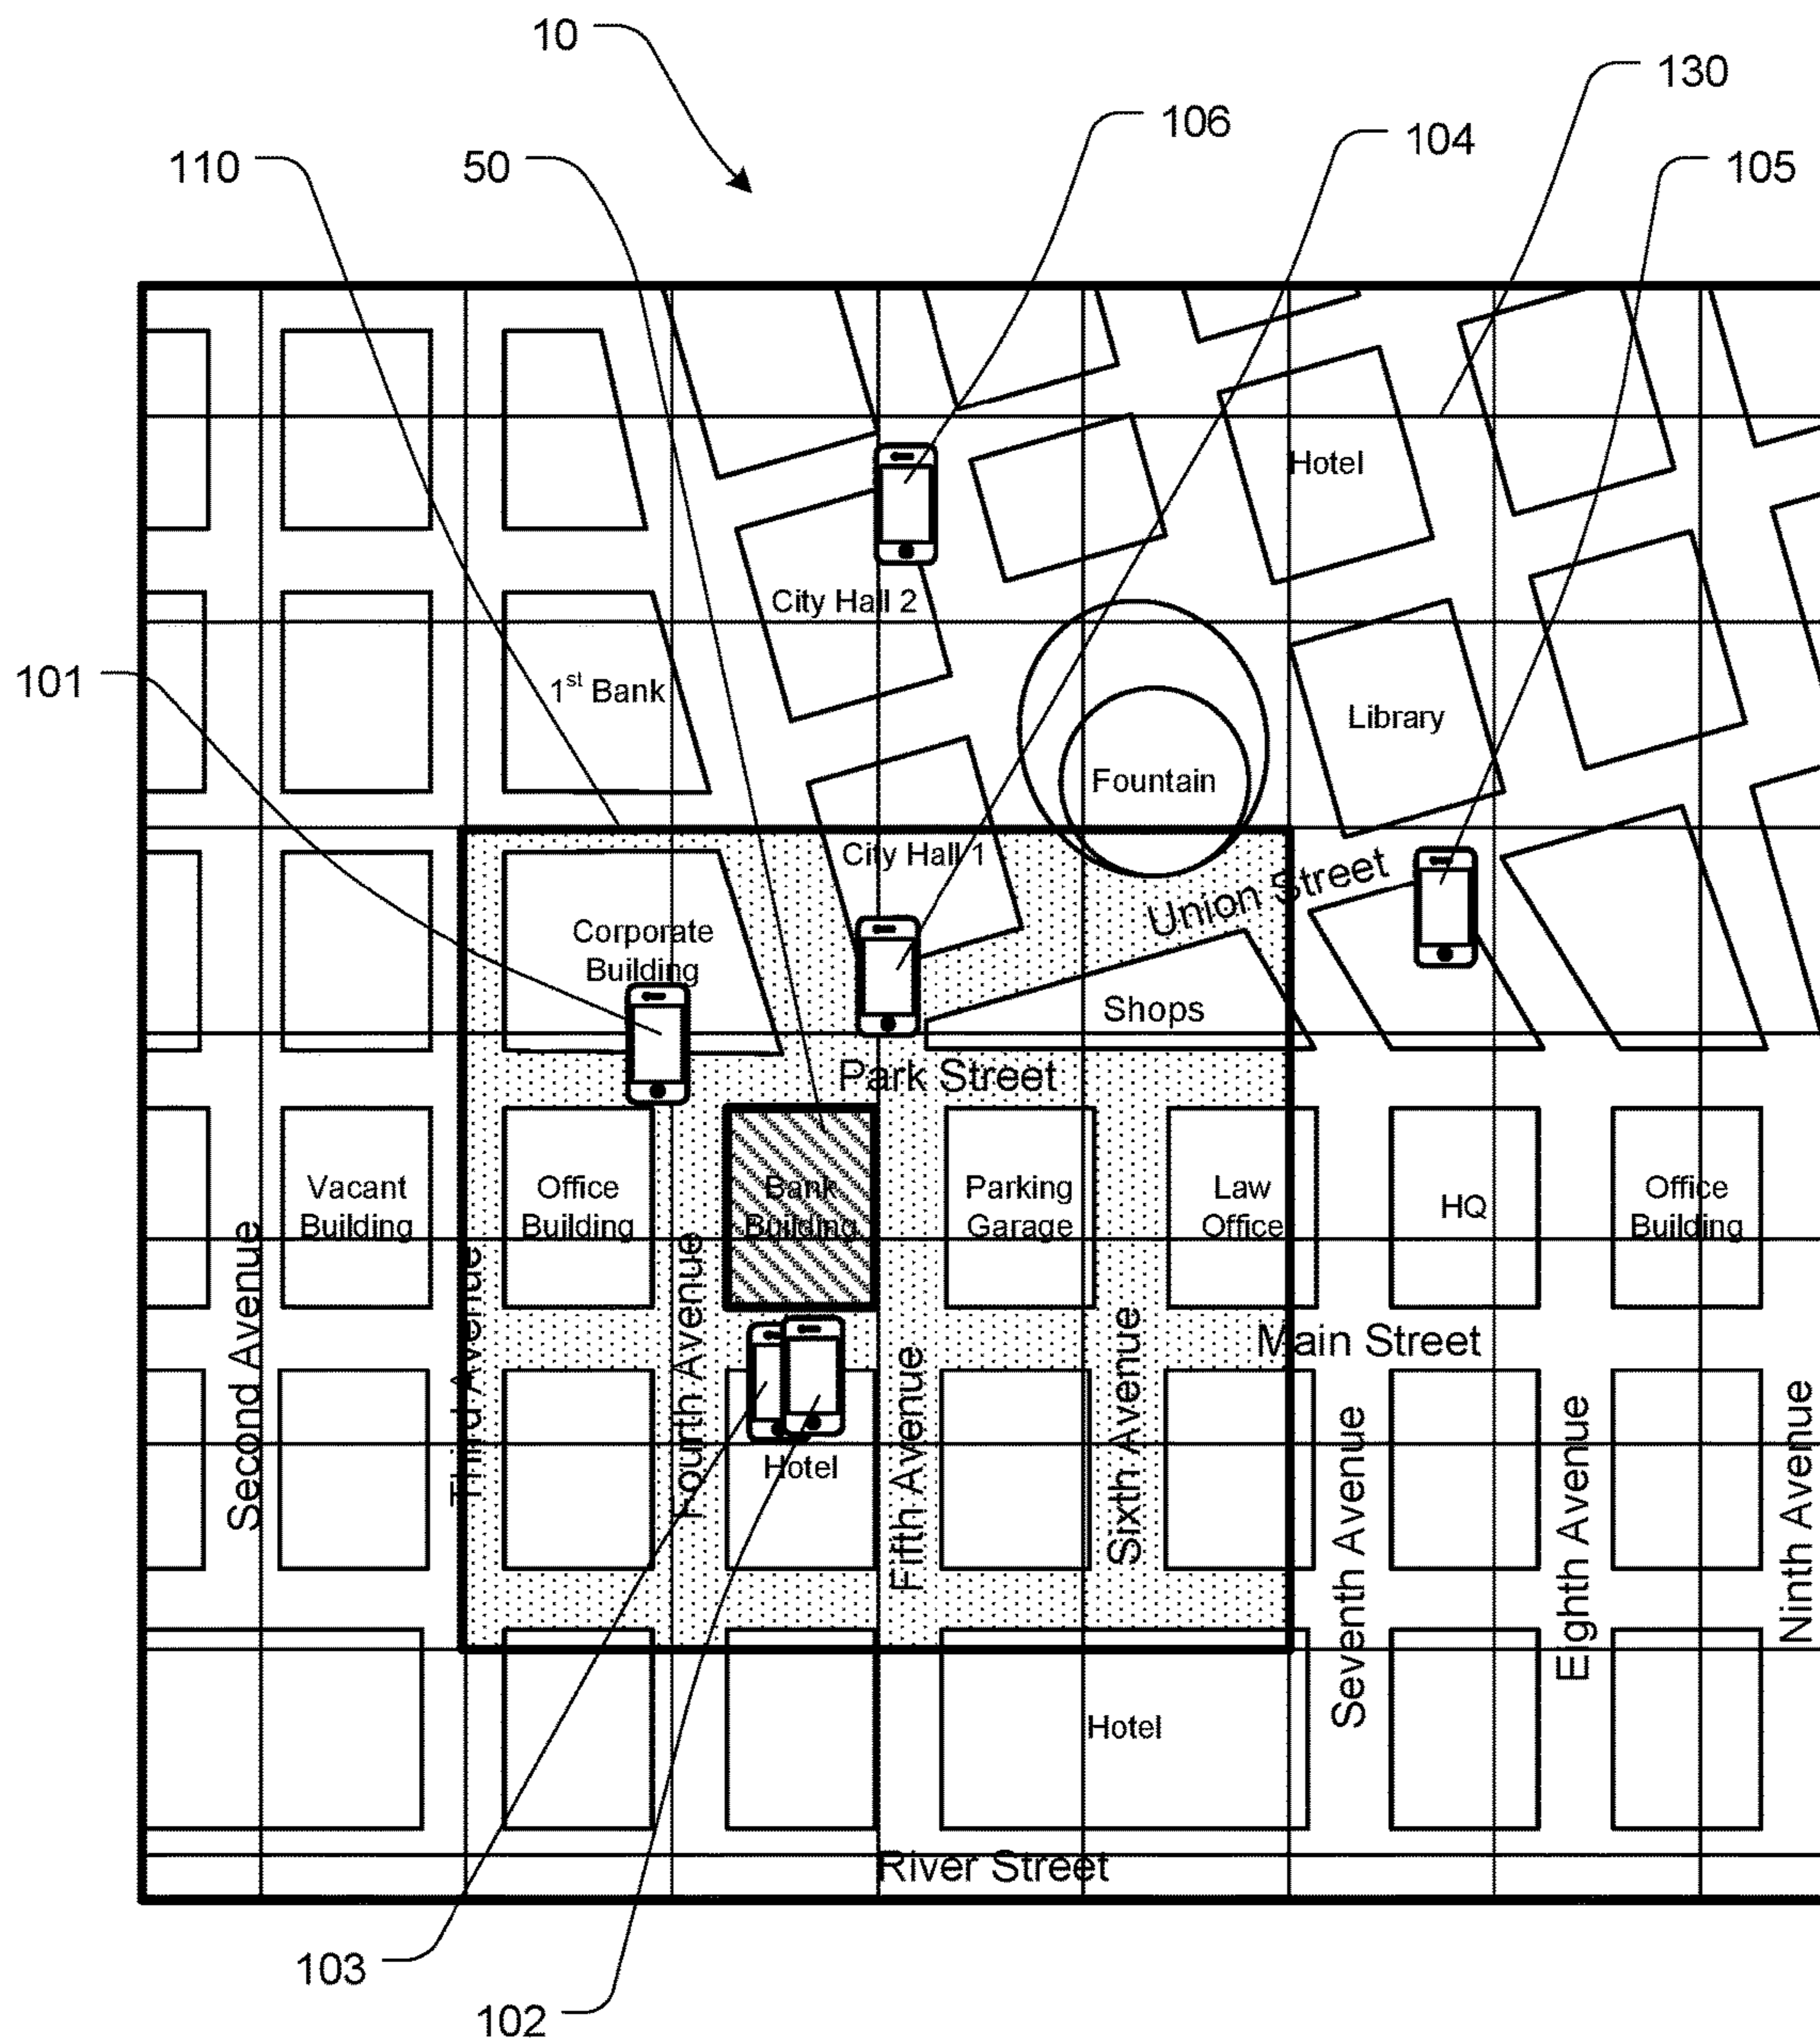 10
130
106
104
110
50
105
Hotel
City Hall 2
101
1st Bank
Library
Fountain
City Hall 1
Union Street
Corporate
Building
Shops
Park Street
Vacant
Building
Office
Building
Bank
Building
Parking
Garage
Law
Office
HQ
Office
Building
Second Avenue
Third Avenue
Fourth Avenue
Main Street
Hotel
Fifth Avenue
Sixth Avenue
Seventh Avenue
Eighth Avenue
Ninth Avenue
Hotel
River Street
103
102